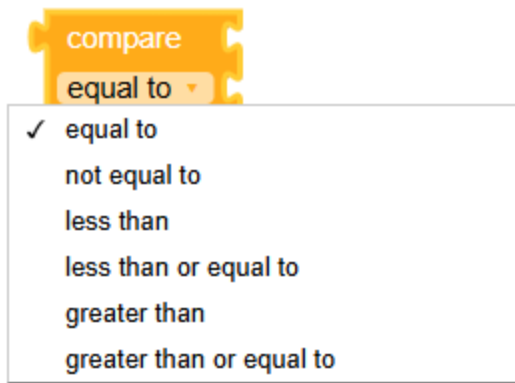 compare
equal to
✓ equal to
not equal to
less than
less than or equal to
greater than
greater than or equal to